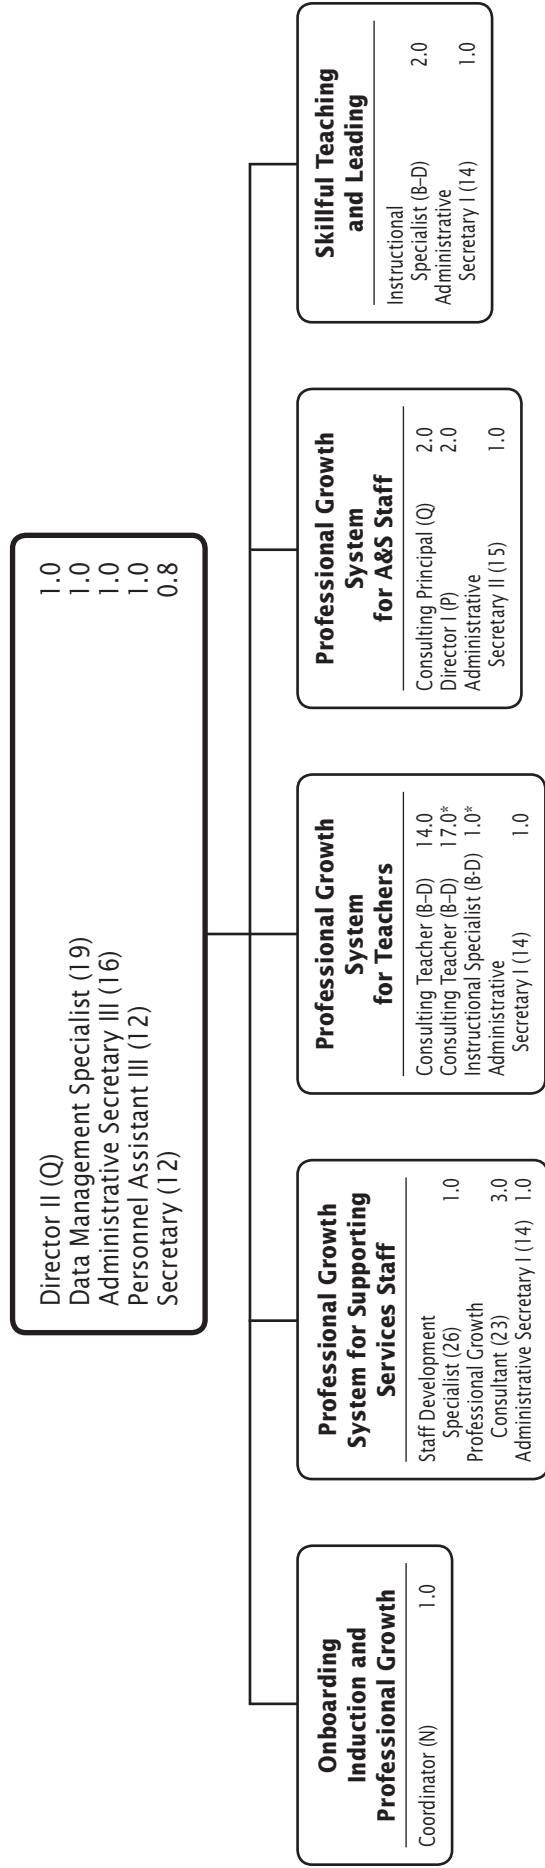 Director II (Q) 1.0
Data Management Specialist (19) 1.0
Administrative Secretary III (16) 1.0
Personnel Assistant III (12) 1.0
Secretary (12) 0.8
Onboarding
Induction and
Professional Growth
Coordinator (N) 1.0
Professional Growth
System for Supporting
Services Staff
Staff Development
Specialist (26) 1.0
Professional Growth
Consultant (23) 3.0
Administrative Secretary I (14) 1.0
Professional Growth
System
for Teachers
Consulting Teacher (B–D) 14.0
Consulting Teacher (B–D) 17.0*
Instructional Specialist (B-D) 1.0*
Administrative
Secretary I (14) 1.0
Professional Growth
System
for A&S Staff
Consulting Principal (Q) 2.0
Director I (P) 2.0
Administrative
Secretary II (15) 1.0
Skillful Teaching
and Leading
Instructional
Specialist (B–D) 2.0
Administrative
Secretary I (14) 1.0